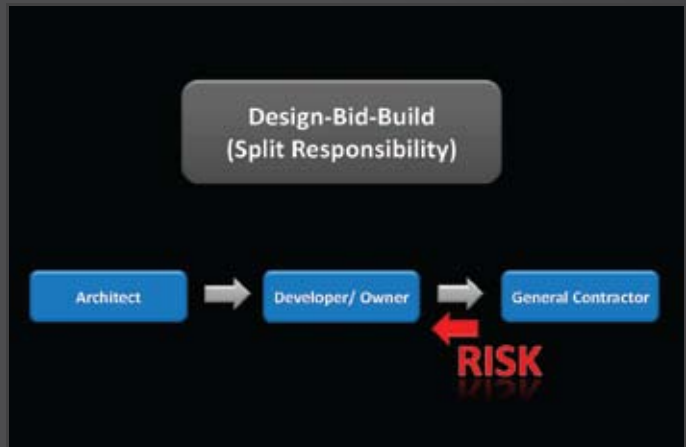 Design-Bid-Build
(Split Responsibility)
Architect
Developer/ Owner
General Contractor
RISK